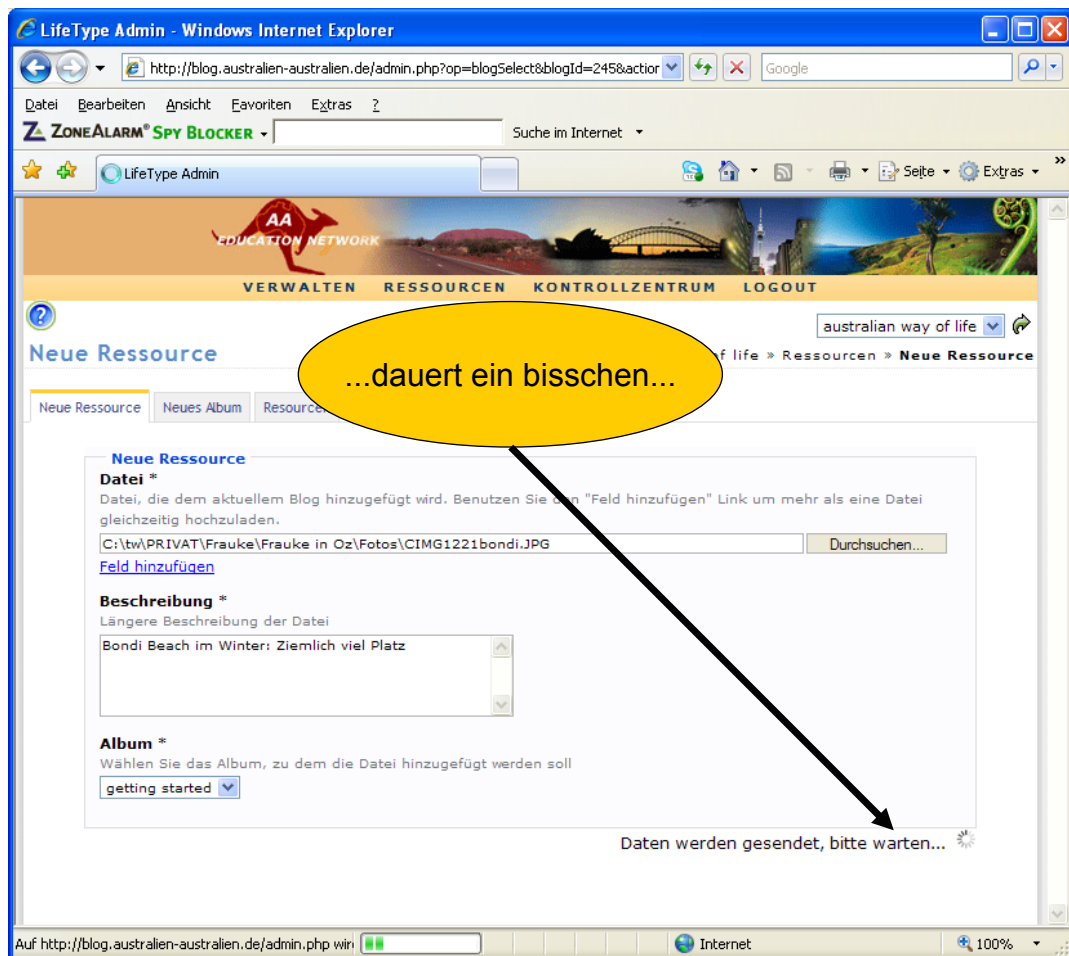 LifeType Admin - Windows Internet Explorer
http://blog.australien-australien.de/admin.php?op=blogSelect&blogId=245&action
Google
Datei Bearbeiten Ansicht Favoriten Extras ?
ZONEALARM® SPY BLOCKER
Suche im Internet
LifeType Admin
Seite
Extras
»
AA
EDUCATION NETWORK
VERWALTEN RESSOURCEN KONTROLLZENTRUM LOGOUT
australian way of life
Neue Ressource
of life » Ressourcen » Neue Ressource
...dauert ein bisschen...
Neue Ressource
Neues Album
Resource
Neue Ressource
Datei *
Datei, die dem aktuellem Blog hinzugefügt wird. Benutzen Sie den "Feld hinzufügen" Link um mehr als eine Datei
gleichzeitig hochzuladen.
C:\tw\PRIVAT\Frauke\Frauke in Oz\Fotos\CIMG1221bondi.JPG
Durchsuchen...
Feld hinzufügen
Beschreibung *
Längere Beschreibung der Datei
Bondi Beach im Winter: Ziemlich viel Platz
Album *
Wählen Sie das Album, zu dem die Datei hinzugefügt werden soll
getting started
Daten werden gesendet, bitte warten...
Auf http://blog.australien-australien.de/admin.php wir
Internet
100%